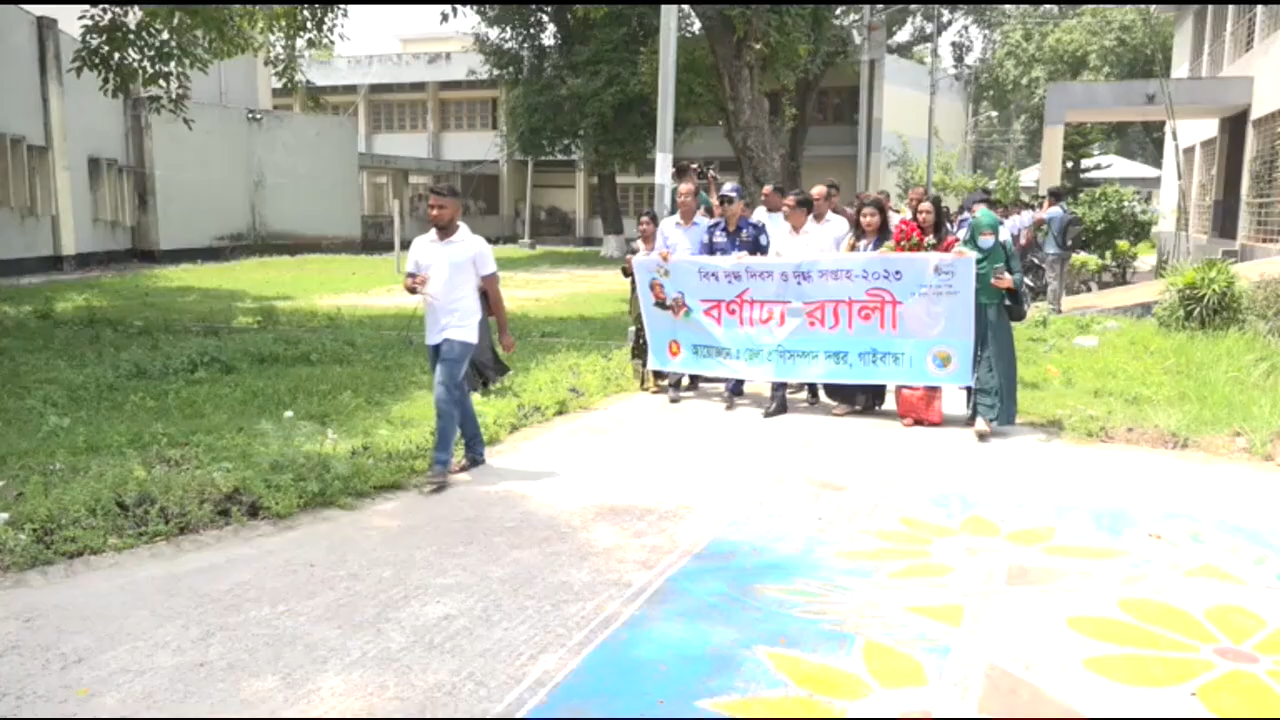 বিশ্ব দুগ্ধ দিবস ও দুগ্ধ সপ্তাহ-২০২৩
বর্ণাঢ্য র‍্যালী
আয়োজনে ঃ জেলা প্রাণিসম্পদ দপ্তর, গাইবান্ধা।